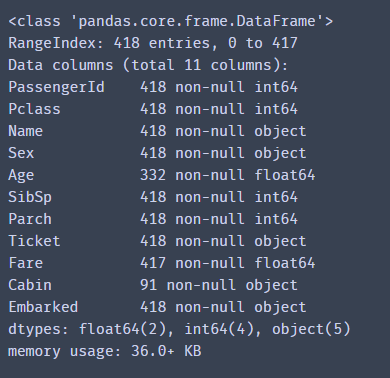 <class 'pandas.core.frame.DataFrame'>
RangeIndex: 418 entries, 0 to 417
Data columns (total 11 columns):
PassengerId    418 non-null int64
Pclass         418 non-null int64
Name           418 non-null object
Sex            418 non-null object
Age            332 non-null float64
SibSp          418 non-null int64
Parch          418 non-null int64
Ticket         418 non-null object
Fare           417 non-null float64
Cabin          91 non-null object
Embarked       418 non-null object
dtypes: float64(2), int64(4), object(5)
memory usage: 36.0+ KB